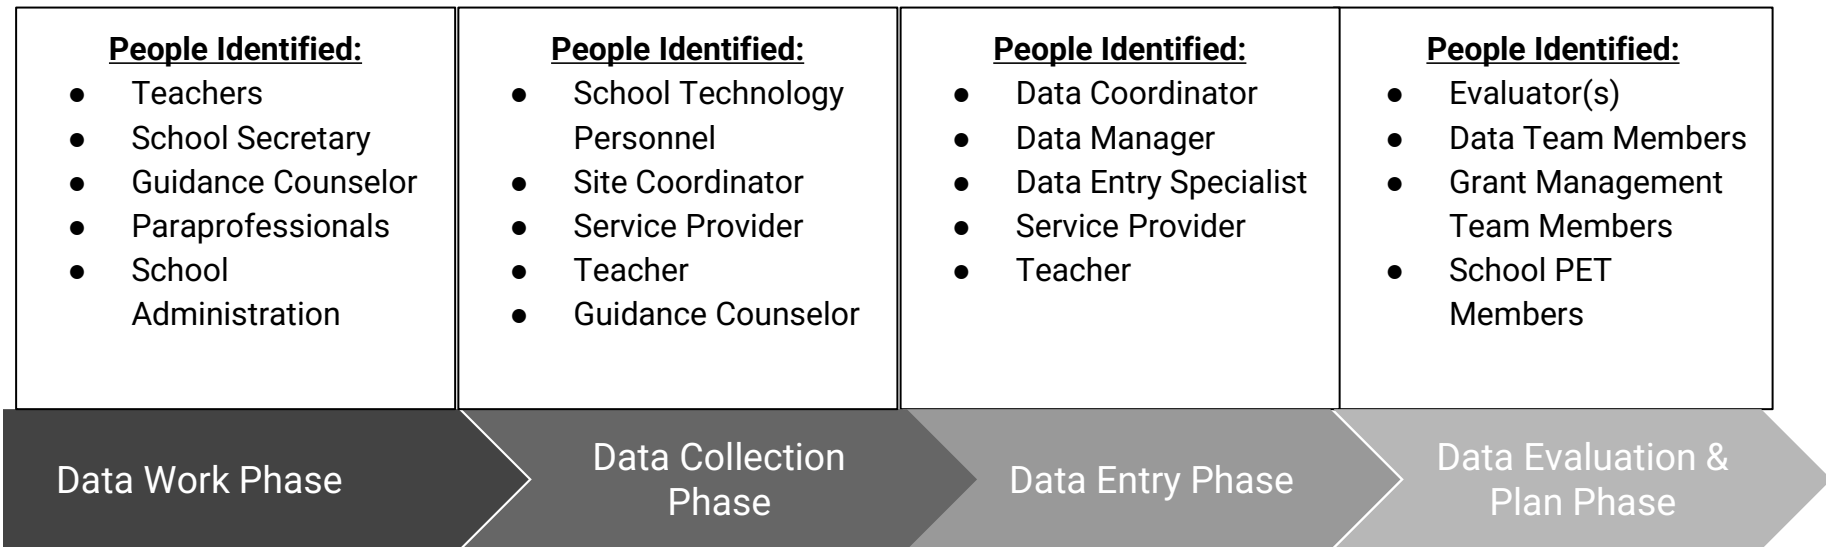 People Identified:
● Teachers
● School Secretary
● Guidance Counselor
● Paraprofessionals
● School
Administration
Data Work Phase
People Identified:
● School Technology
Personnel
● Site Coordinator
● Service Provider
● Teacher
● Guidance Counselor
Data Collection
Phase
People Identified:
● Data Coordinator
● Data Manager
● Data Entry Specialist
● Service Provider
● Teacher
Data Entry Phase
People Identified:
● Evaluator(s)
● Data Team Members
● Grant Management
Team Members
● School PET
Members
Data Evaluation &
Plan Phase